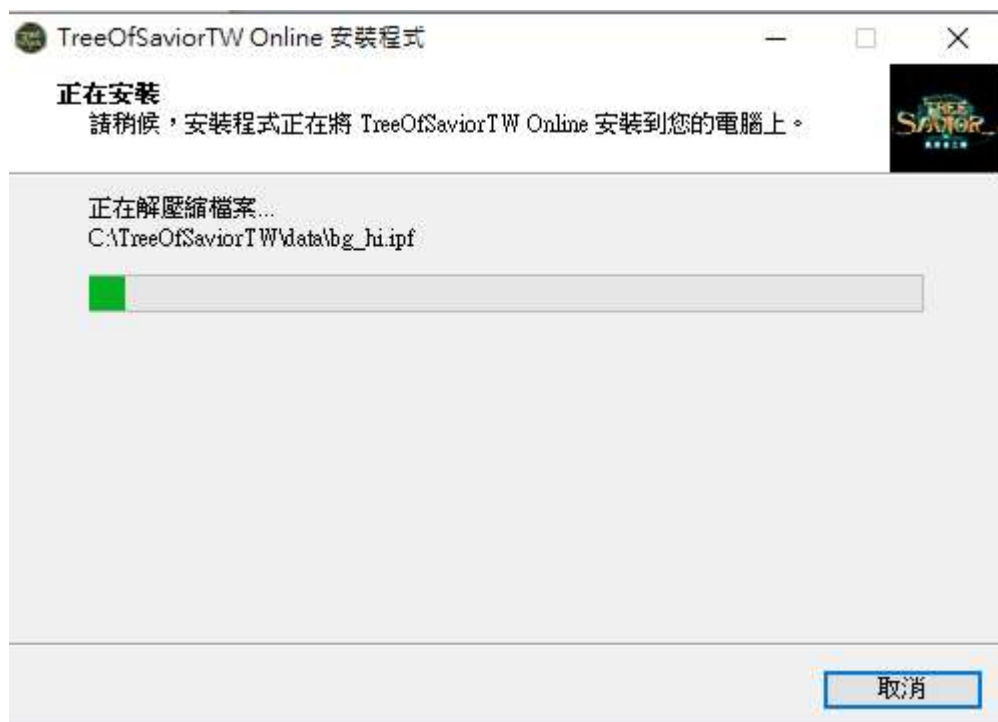 TreeOfSaviorTW Online 安裝程式
正在安裝
請稍候，安裝程式正在將 TreeOfSaviorTW Online 安裝到您的電腦上。
TREE
SAVIOR
正在解壓縮檔案...
C:\TreeOfSaviorTW\data\bg_hi.ipf
取消